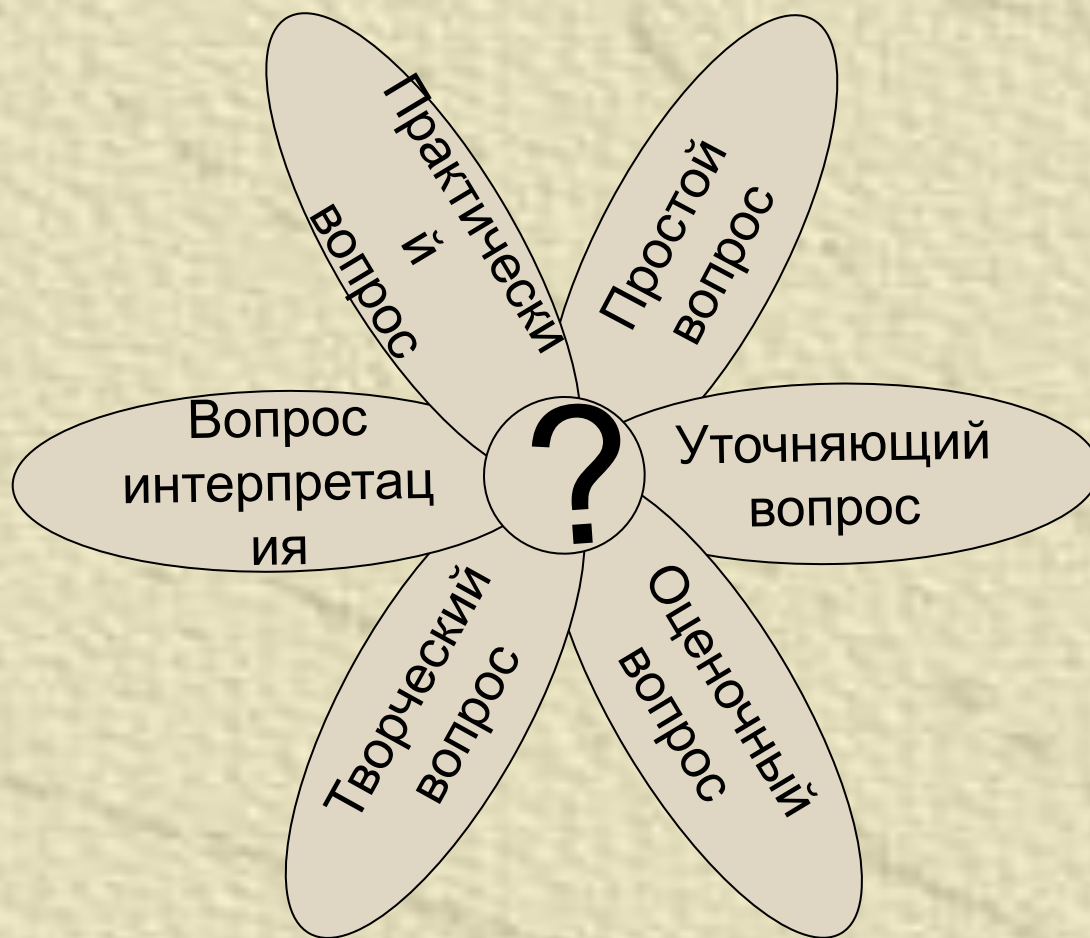 Практически
й
вопрос
Простой
вопрос
Вопрос
интерпретац
ия
?
Уточняющий
вопрос
Творческий
вопрос
Оценочный
вопрос